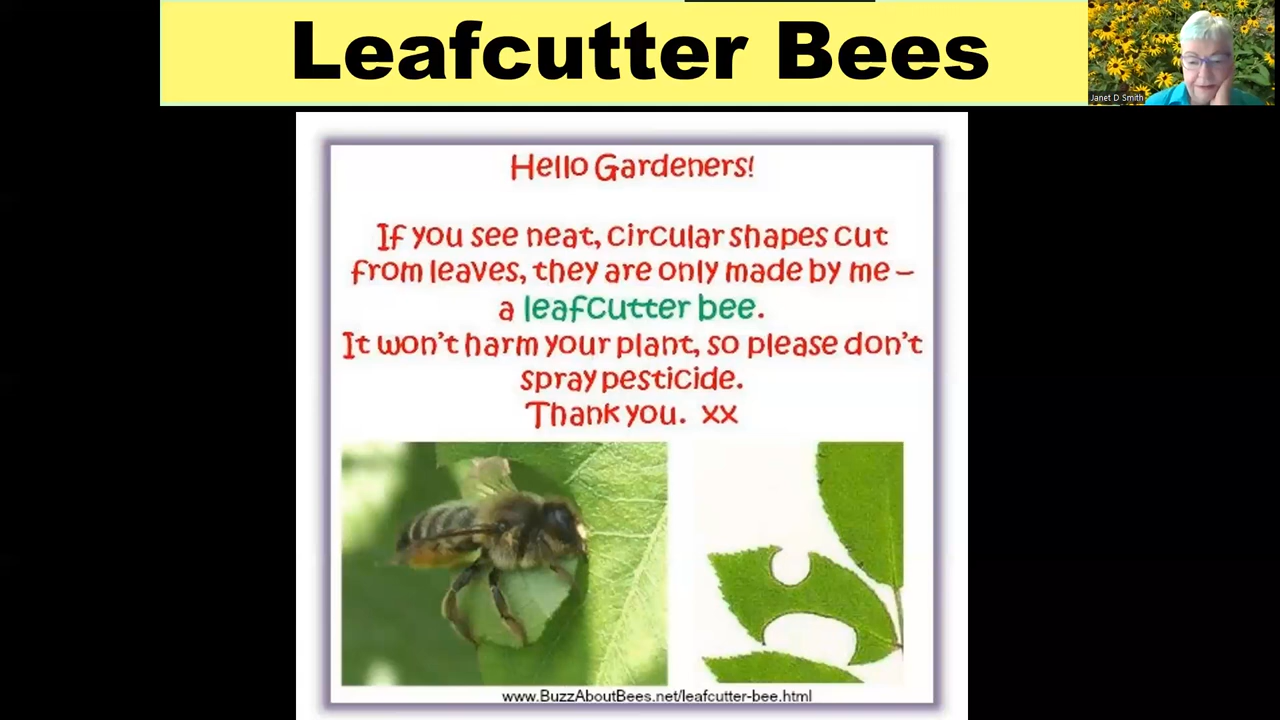 Leafcutter Bees
Janet D Smith
Hello Gardeners!
If you see neat, circular shapes cut
from leaves, they are only made by me –
a leafcutter bee.
It won't harm your plant, so please don't
spray pesticide.
Thank you. xx
www.BuzzAboutBees.net/leafcutter-bee.html